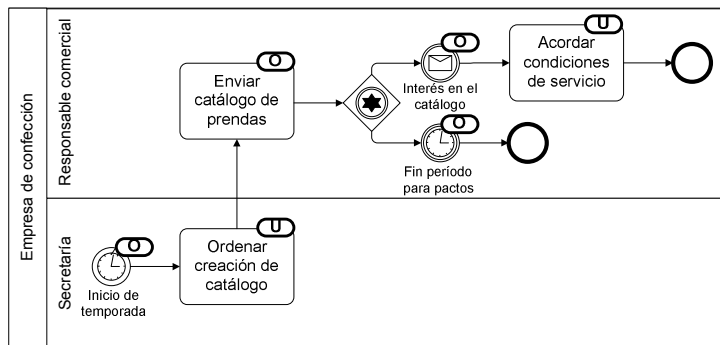 Empresa de confección
Responsable comercial
O
Enviar
catálogo de
prendas
O
Interés en el
catálogo
U
Acordar
condiciones
de servicio
O
Fin período
para pactos
Secretaría
O
Inicio de
temporada
U
Ordenar
creación de
catálogo